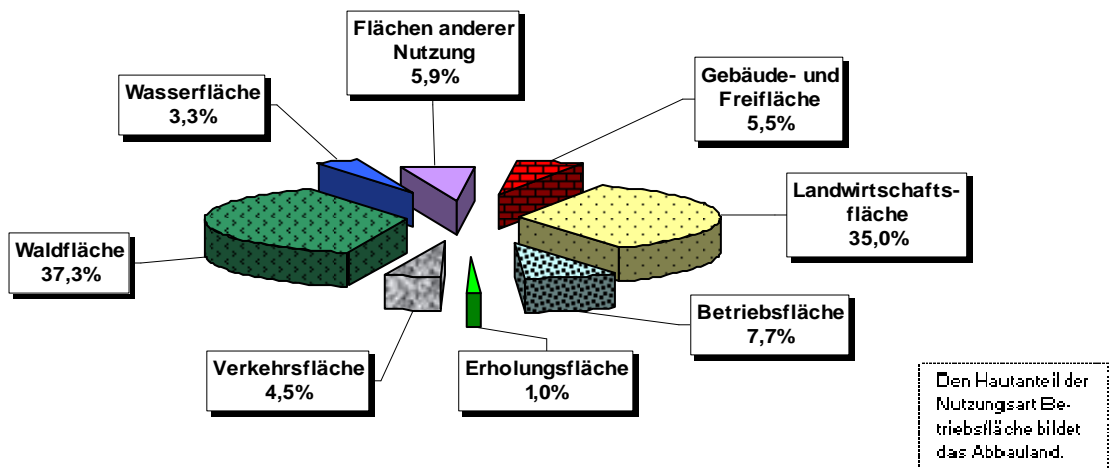 Flächen anderer
Nutzung
5,9%
Gebäude- und
Freifläche
5,5%
Wasserfläche
3,3%
Landwirtschafts-
fläche
35,0%
Waldfläche
37,3%
Betriebsfläche
7,7%
Verkehrsfläche
4,5%
Erholungsfläche
1,0%
Den Hautanteil der
Nutzungsart Be-
triebsfläche bildet
das Abbauland.